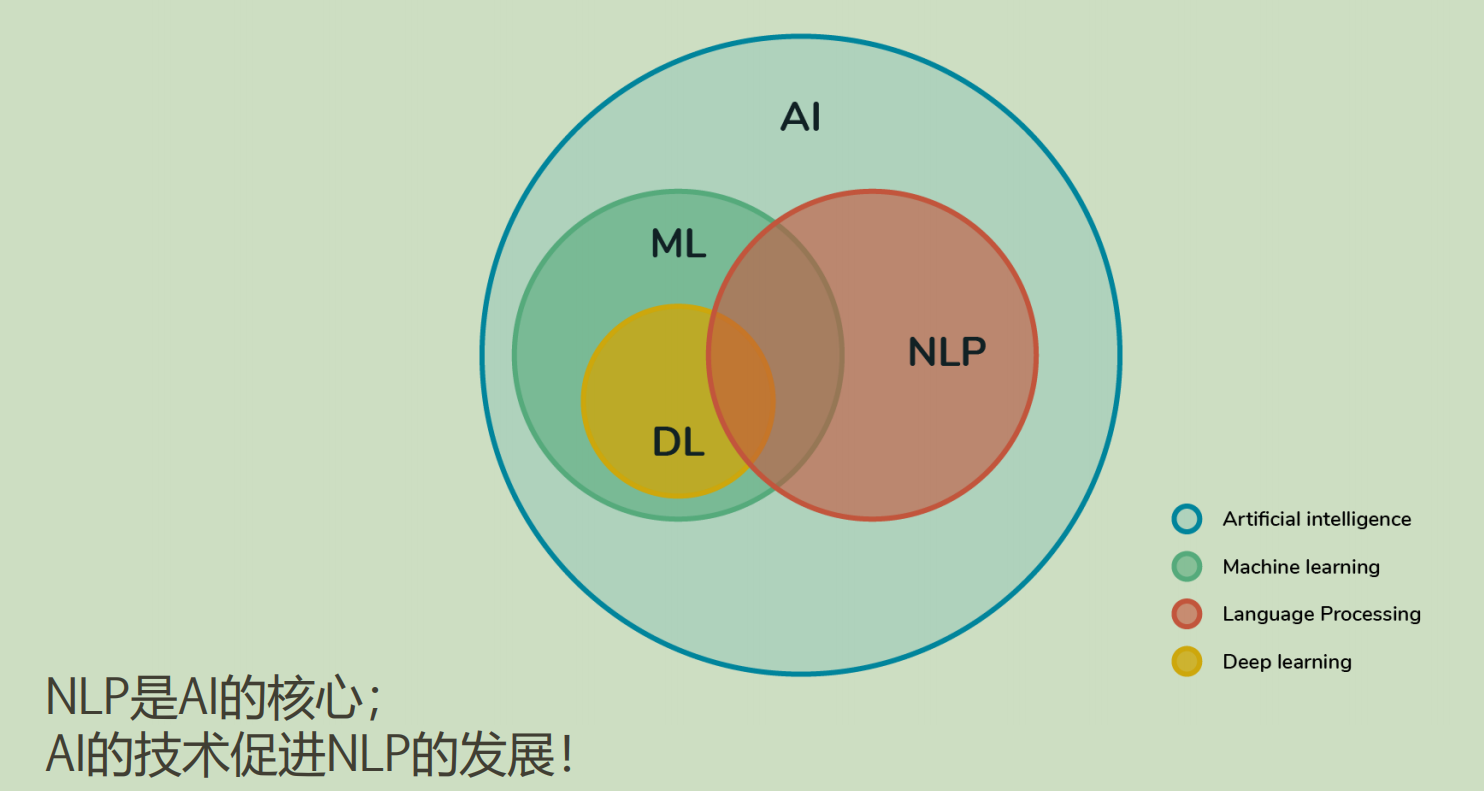 AI
ML
NLP
DL
Artificial intelligence
Machine learning
Language Processing
Deep learning
NLP是AI的核心；
AI的技术促进NLP的发展！